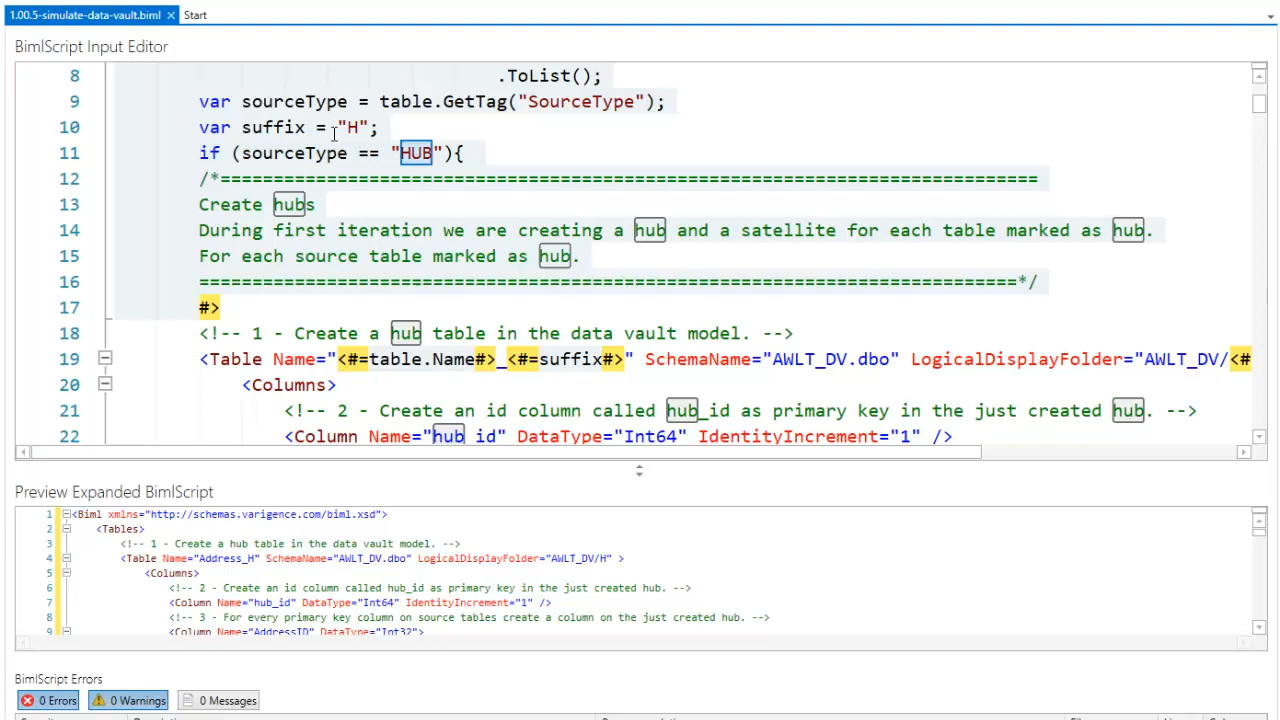 1.00.5-simulate-data-vault.biml × Start
BimlScript Input Editor
8 .ToList();
9 var sourceType = table.GetTag("SourceType");
10 var suffix = "H";
11 if (sourceType == "HUB"){
12 /*=============================================================================
13 Create hubs
14 During first iteration we are creating a hub and a satellite for each table marked as hub.
15 For each source table marked as hub.
16 =============================================================================*/
17 #>
18 <!-- 1 - Create a hub table in the data vault model. -->
19 <Table Name="<#=table.Name#>_<#=suffix#>" SchemaName="AWLT_DV.dbo" LogicalDisplayFolder="AWLT_DV/<#
20 <Columns>
21 <!-- 2 - Create an id column called hub_id as primary key in the just created hub. -->
22 <Column Name="hub_id" DataType="Int64" IdentityIncrement="1" />
Preview Expanded BimlScript
1 <Biml xmlns="http://schemas.varigence.com/biml.xsd">
2 <Tables>
3 <!-- 1 - Create a hub table in the data vault model. -->
4 <Table Name="Address_H" SchemaName="AWLT_DV.dbo" LogicalDisplayFolder="AWLT_DV/H" >
5 <Columns>
6 <!-- 2 - Create an id column called hub_id as primary key in the just created hub. -->
7 <Column Name="hub_id" DataType="Int64" IdentityIncrement="1" />
8 <!-- 3 - For every primary key column on source tables create a column on the just created hub. -->
9 <Column Name="AddressID" DataType="Int32">
BimlScript Errors
0 Errors 0 Warnings 0 Messages